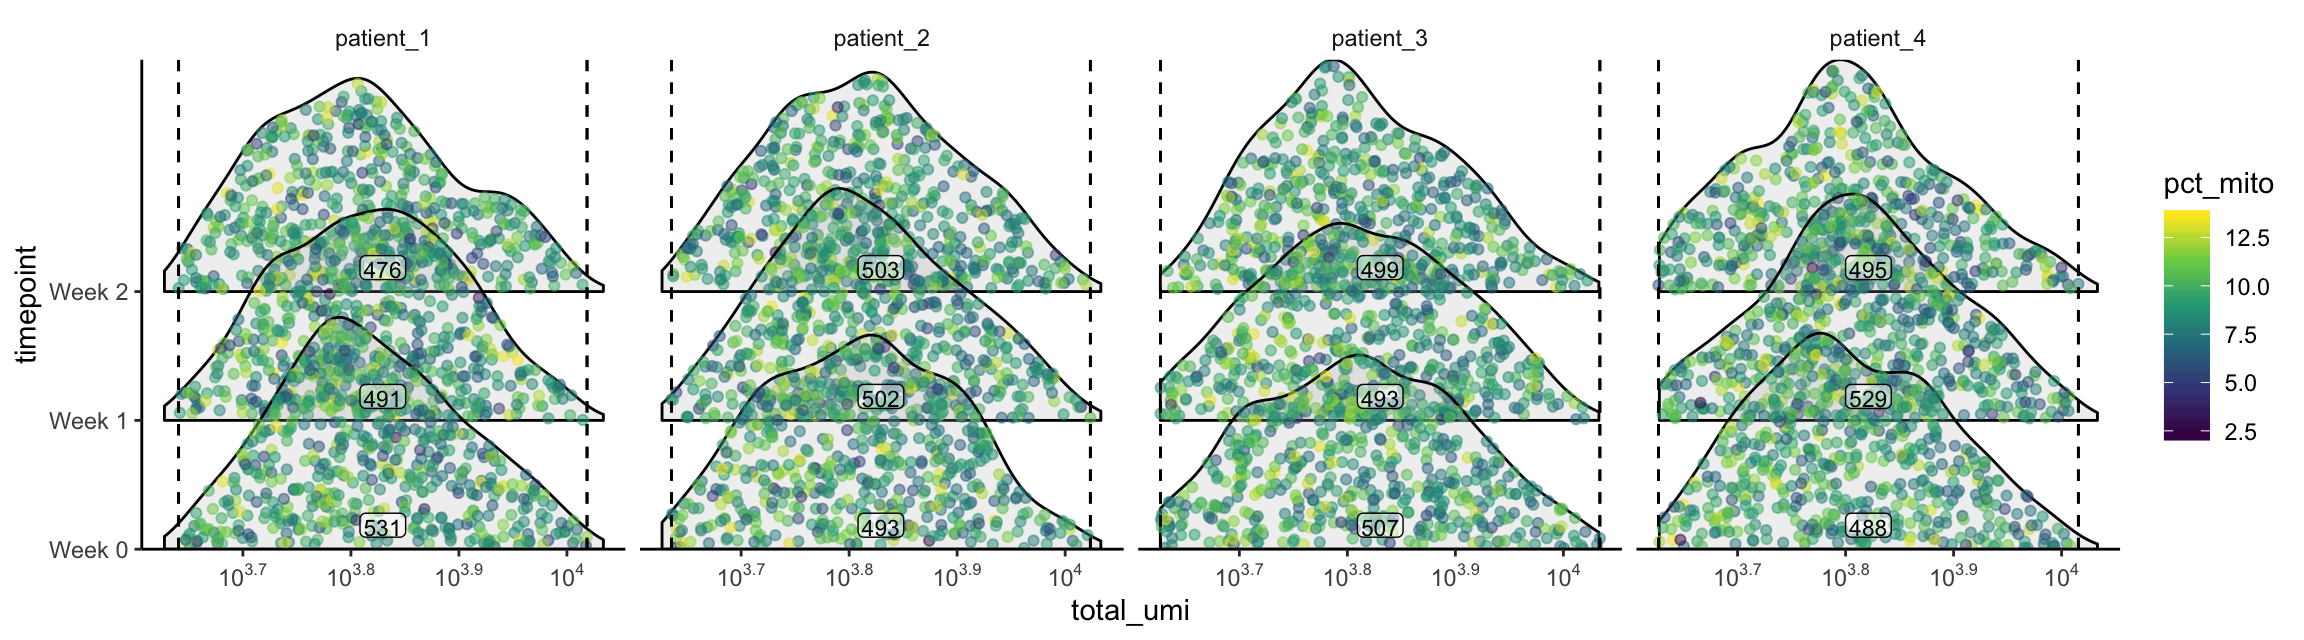 patient_1 patient_2 patient_3 patient_4
timepoint
Week 2
Week 1
Week 0
476 503 499 495
491 502 493 529
531 493 507 488
10^3.7 10^3.8 10^3.9 10^4 10^3.7 10^3.8 10^3.9 10^4 10^3.7 10^3.8 10^3.9 10^4 10^3.7 10^3.8 10^3.9 10^4
total_umi
pct_mito
12.5
10.0
7.5
5.0
2.5